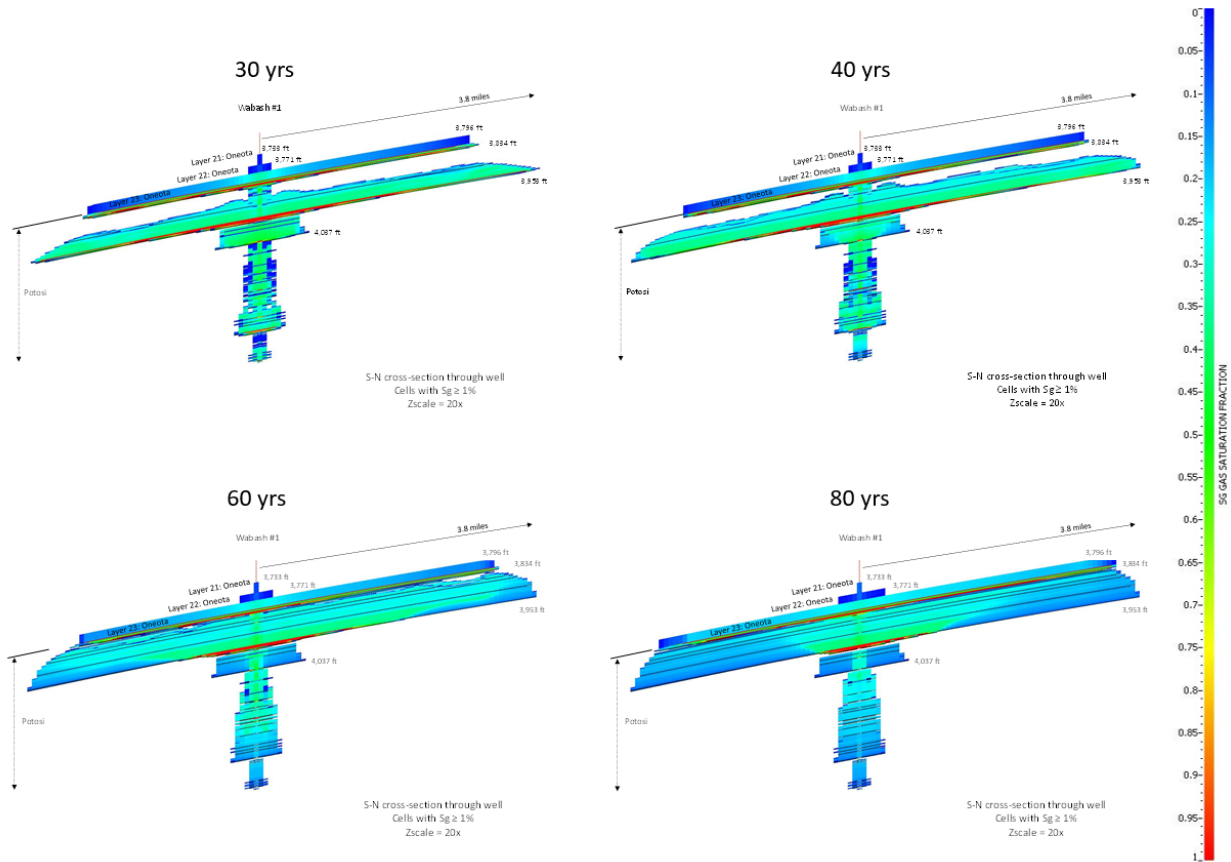 30 yrs
Wabash #1
3.8 miles
Layer 21: Oneota
Layer 22: Oneota
Layer 23: Oneota
4,037 ft
Potosi
S-N cross-section through well
Cells with Sg ≥ 1%
Zscale = 20x
40 yrs
Wabash #1
3.8 miles
Layer 21: Oneota
Layer 22: Oneota
Layer 23: Oneota
4,037 ft
Potosi
S-N cross-section through well
Cells with Sg ≥ 1%
Zscale = 20x
60 yrs
Wabash #1
3.8 miles
3,796 ft
3,834 ft
3,733 ft
3,771 ft
Layer 21: Oneota
Layer 22: Oneota
Layer 23: Oneota
3,953 ft
4,037 ft
Potosi
S-N cross-section through well
Cells with Sg ≥ 1%
Zscale = 20x
80 yrs
Wabash #1
3.8 miles
3,796 ft
3,834 ft
3,733 ft
3,771 ft
Layer 21: Oneota
Layer 22: Oneota
Layer 23: Oneota
3,953 ft
4,037 ft
Potosi
S-N cross-section through well
Cells with Sg ≥ 1%
Zscale = 20x
0
0.05
0.1
0.15
0.2
0.25
0.3
0.35
0.4
0.45
0.5
0.55
0.6
0.65
0.7
0.75
0.8
0.85
0.9
0.95
1
SG GAS SATURATION FRACTION